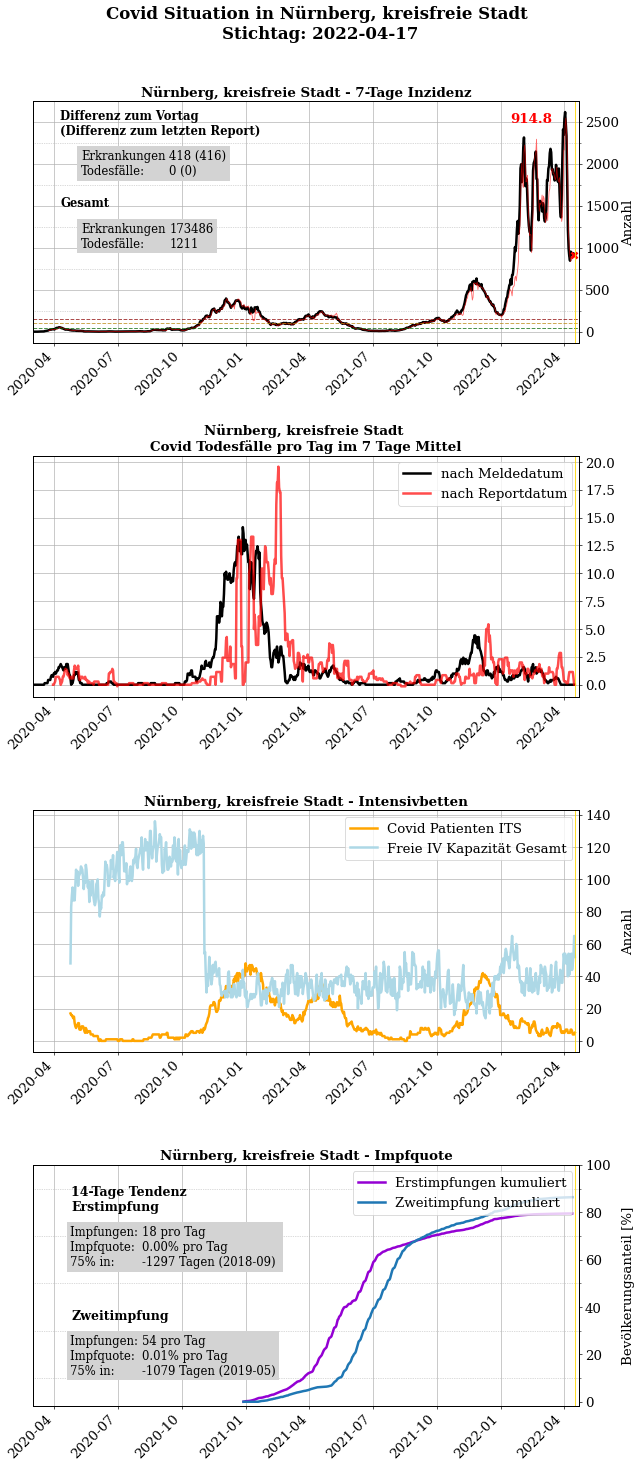 Covid Situation in Nürnberg, kreisfreie Stadt
Stichtag: 2022-04-17
Nürnberg, kreisfreie Stadt - 7-Tage Inzidenz
Differenz zum Vortag
(Differenz zum letzten Report)
Erkrankungen 418 (416)
Todesfälle: 0 (0)
Gesamt
Erkrankungen 173486
Todesfälle: 1211
914.8
2500
2000
1500
1000
500
0
Anzahl
2020-04
2020-07
2020-10
2021-01
2021-04
2021-07
2021-10
2022-01
2022-04
Nürnberg, kreisfreie Stadt
Covid Todesfälle pro Tag im 7 Tage Mittel
nach Meldedatum
nach Reportdatum
20.0
17.5
15.0
12.5
10.0
7.5
5.0
2.5
0.0
2020-04
2020-07
2020-10
2021-01
2021-04
2021-07
2021-10
2022-01
2022-04
Nürnberg, kreisfreie Stadt - Intensivbetten
Covid Patienten ITS
Freie IV Kapazität Gesamt
140
120
100
80
60
40
20
0
Anzahl
2020-04
2020-07
2020-10
2021-01
2021-04
2021-07
2021-10
2022-01
2022-04
Nürnberg, kreisfreie Stadt - Impfquote
14-Tage Tendenz
Erstimpfung
Impfungen: 18 pro Tag
Impfquote: 0.00% pro Tag
75% in: -1297 Tagen (2018-09)
Zweitimpfung
Impfungen: 54 pro Tag
Impfquote: 0.01% pro Tag
75% in: -1079 Tagen (2019-05)
Erstimpfungen kumuliert
Zweitimpfung kumuliert
100
80
60
40
20
0
Bevölkerungsanteil [%]
2020-04
2020-07
2020-10
2021-01
2021-04
2021-07
2021-10
2022-01
2022-04